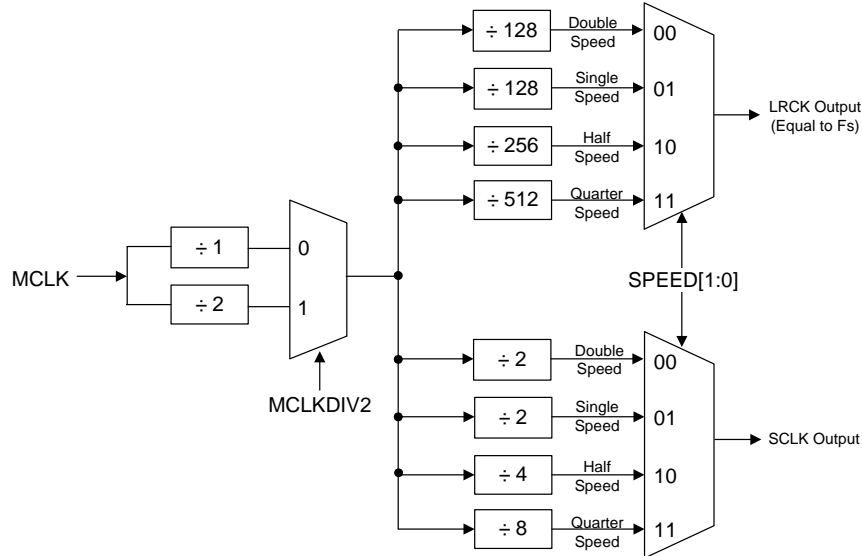 ÷ 128
Double
Speed
00
÷ 128
Single
Speed
01
÷ 256
Half
Speed
10
÷ 512
Quarter
Speed
11
LRCK Output
(Equal to Fs)
÷ 1
0
MCLK
÷ 2
1
MCLKDIV2
SPEED[1:0]
÷ 2
Double
Speed
00
÷ 2
Single
Speed
01
÷ 4
Half
Speed
10
÷ 8
Quarter
Speed
11
SCLK Output